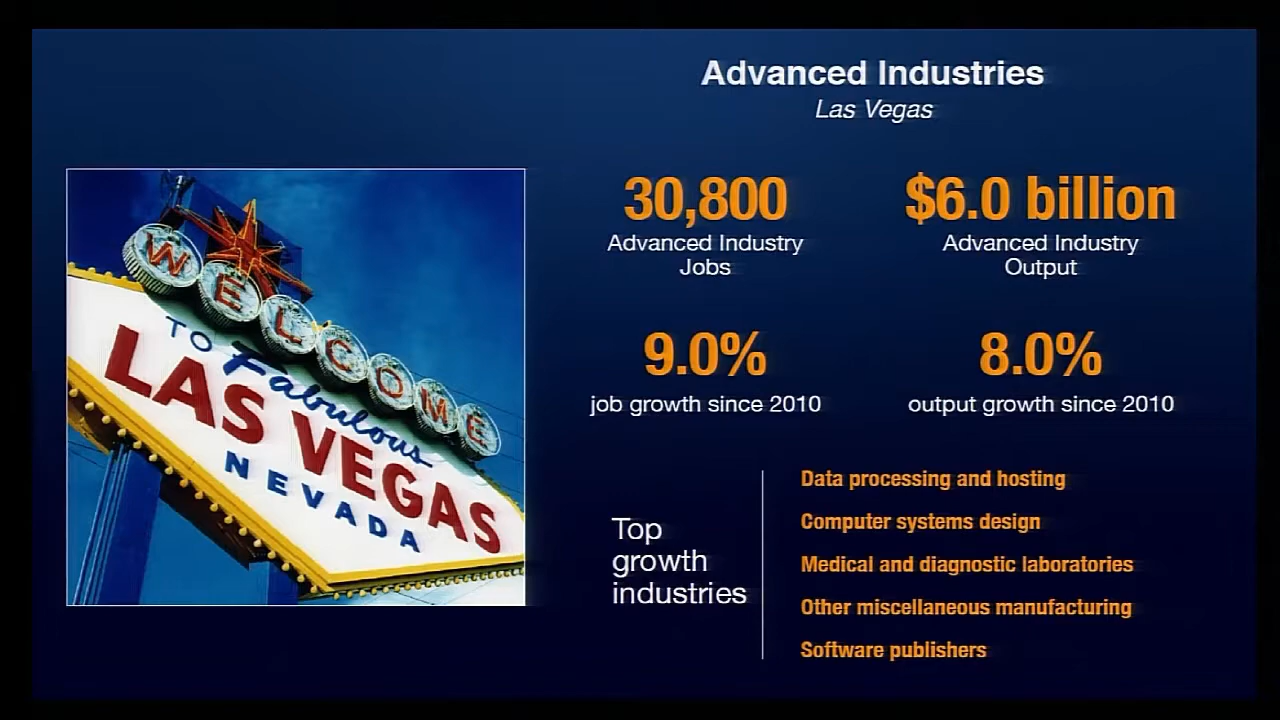 Advanced Industries
Las Vegas
WELCOME
TO Fabulous
LAS VEGAS
NEVADA
30,800
Advanced Industry
Jobs
$6.0 billion
Advanced Industry
Output
9.0%
job growth since 2010
8.0%
output growth since 2010
Top
growth
industries
Data processing and hosting
Computer systems design
Medical and diagnostic laboratories
Other miscellaneous manufacturing
Software publishers